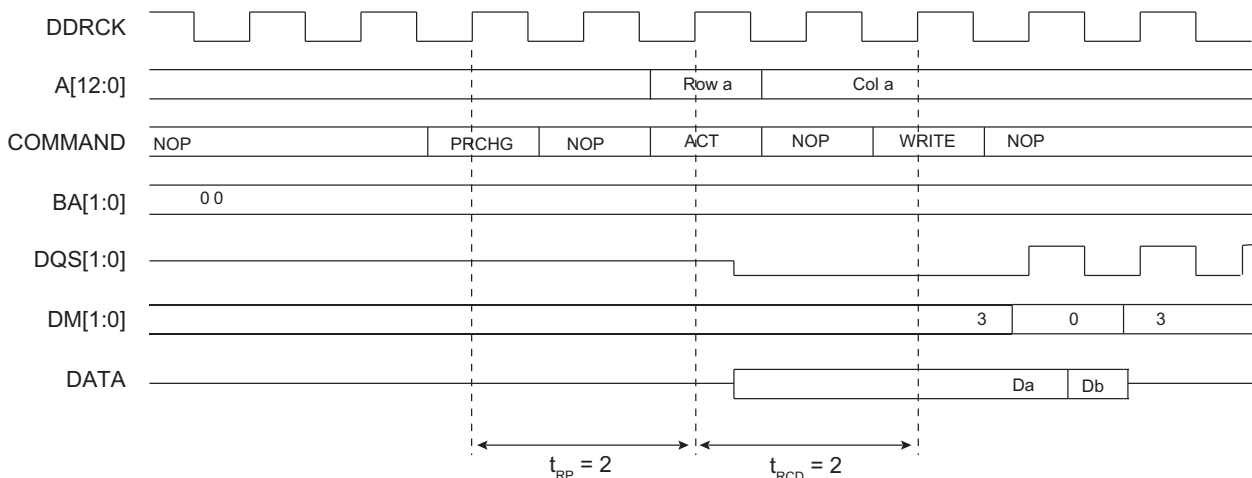 DDRCK
A[12:0] Row a Col a
COMMAND NOP PRCHG NOP ACT NOP WRITE NOP
BA[1:0] 0 0
DQS[1:0]
DM[1:0] 3 0 3
DATA Da Db
tRP = 2 tRCD = 2